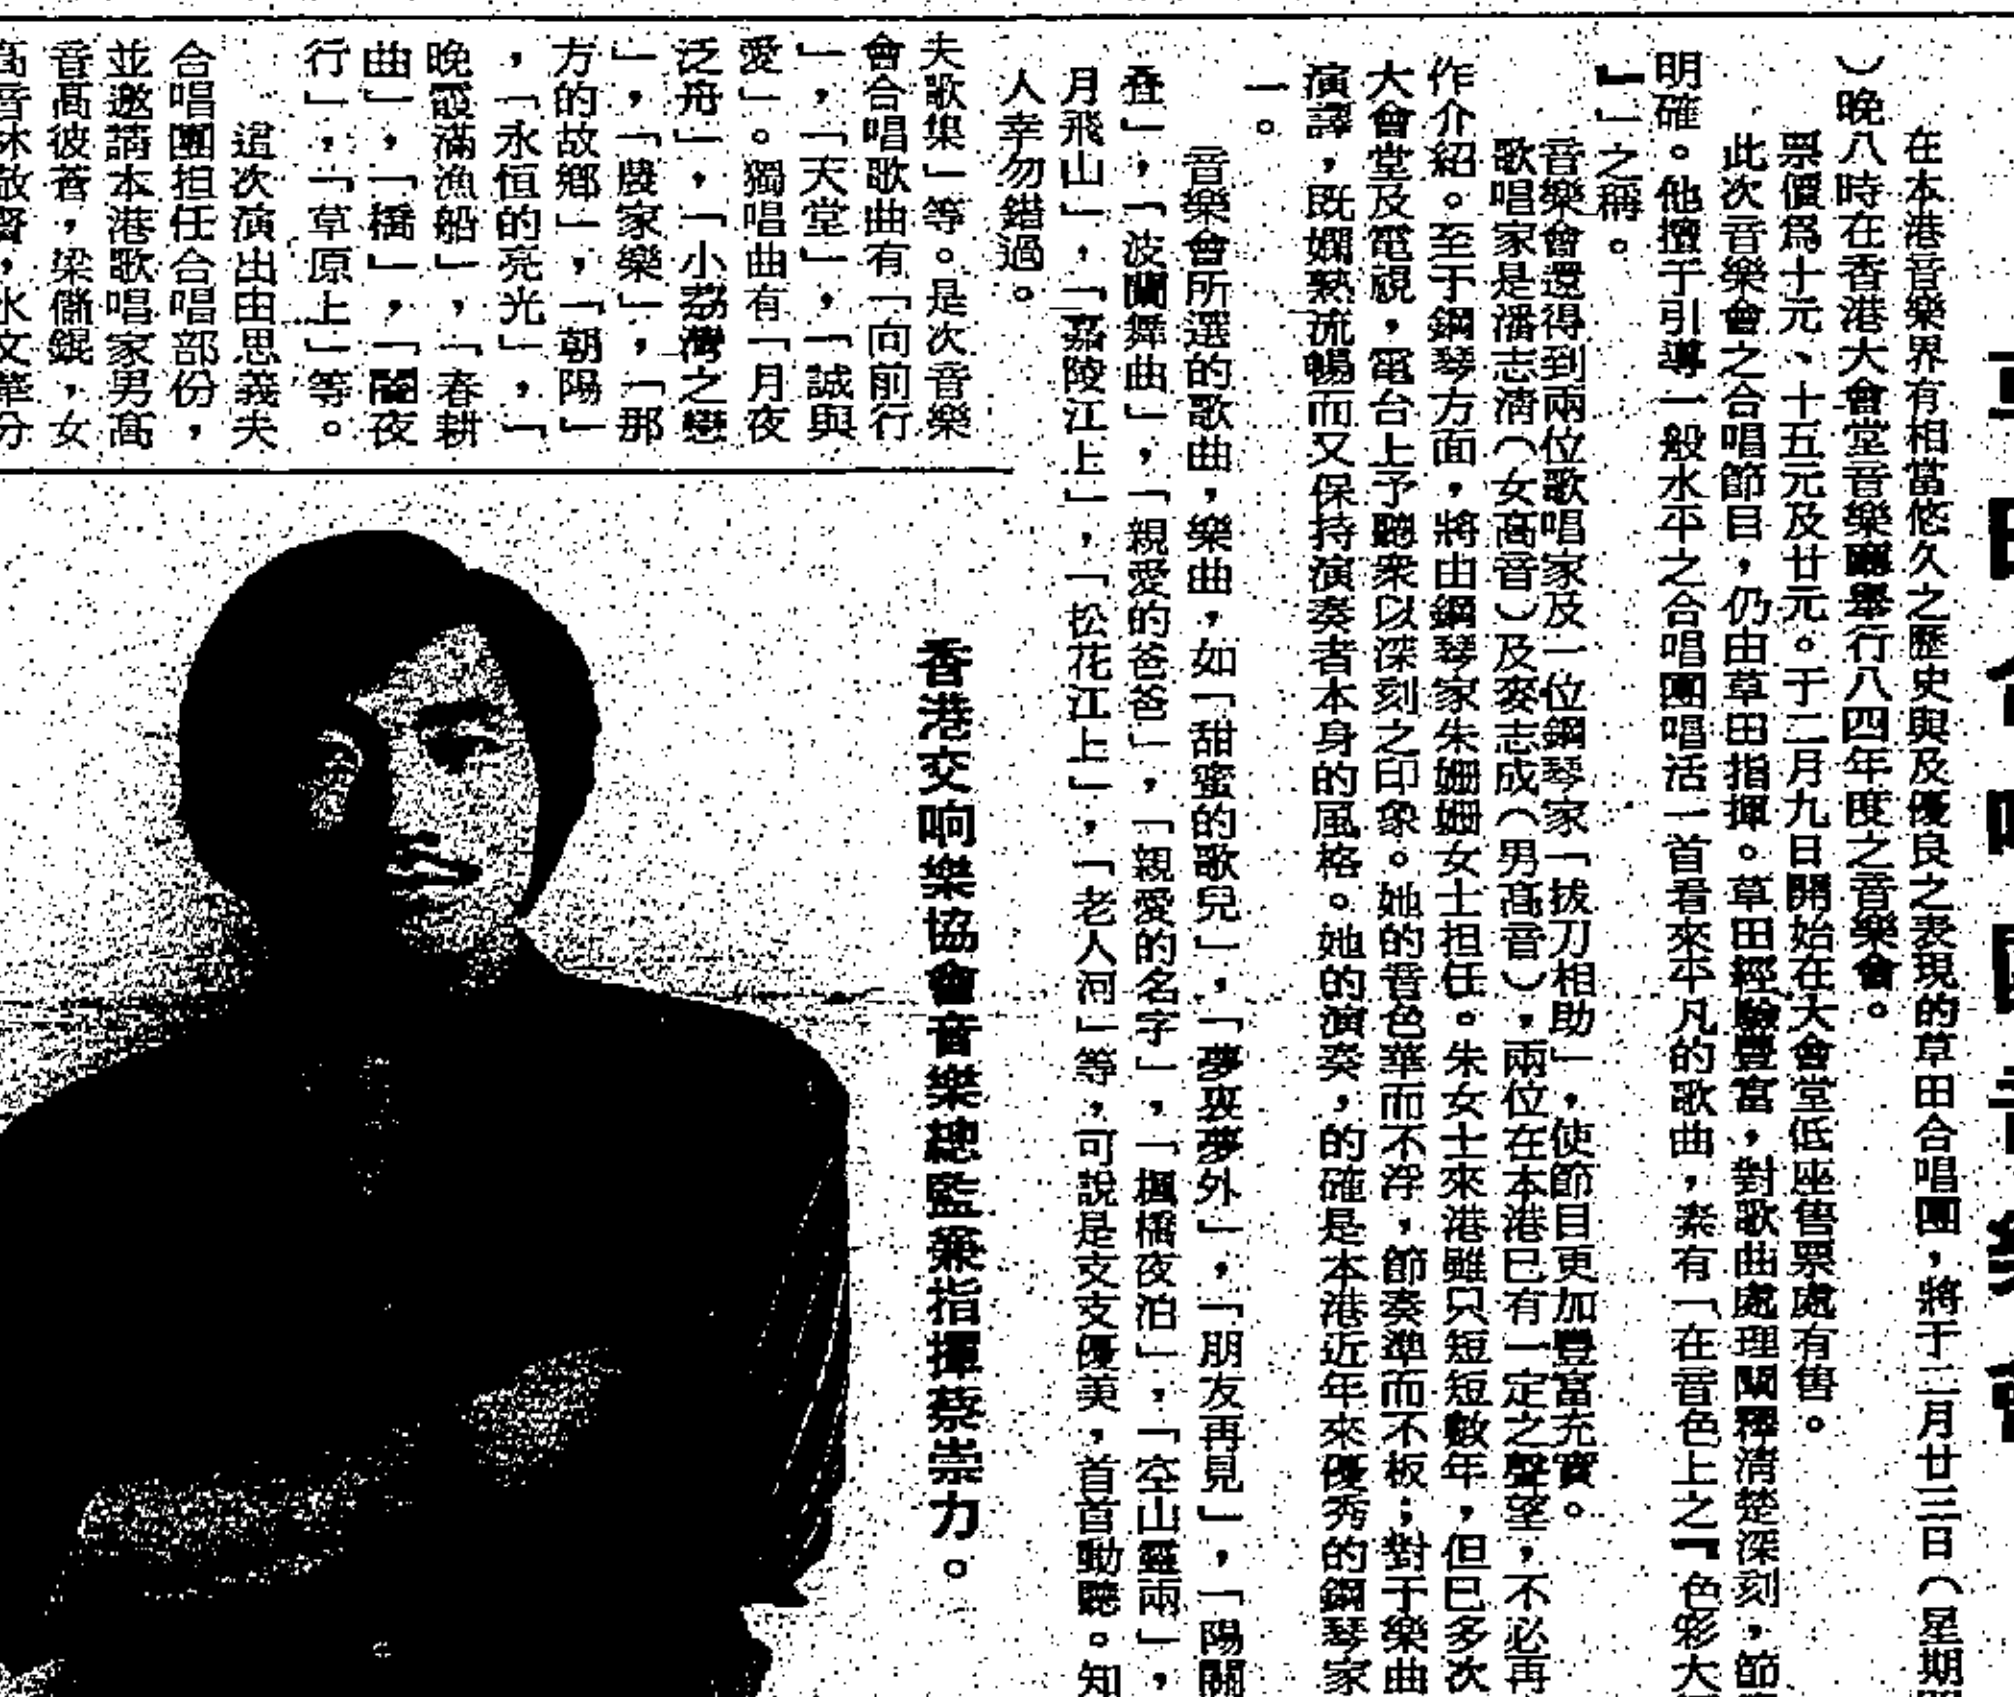 在本港音樂界有相當悠久之歷史與及優良之表現的草田合唱團，將于二月廿三日（星期
）晚八時在香港大會堂音樂廳舉行八四年度之音樂會。
票價爲十元、十五元及廿元。于二月九日開始在大會堂低座售票處有售。
此次音樂會之合唱節目，仍由草田指揮。草田經驗豐富，對歌曲處理闡釋清楚深刻，節
明確。他擅于引導一般水平之合唱團唱活一首看來平凡的歌曲，素有「在音色上之『色彩大
』」之稱。
音樂會還得到兩位歌唱家及一位鋼琴家「拔刀相助」，使節目更加豐富充實。
歌唱家是潘志清（女高音）及麥志成（男高音），兩位在本港已有一定之聲望，不必再
作介紹。至于鋼琴方面，將由鋼琴家朱姍姍女士担任。朱女士來港雖只短短數年，但已多次
大會堂及電視，電台上予聽衆以深刻之印象。她的音色華而不浮，節奏準而不板；對于樂曲
演譯，既嫻熟流暢而又保持演奏者本身的風格。她的演奏，的確是本港近年來優秀的鋼琴家
一。
音樂會所選的歌曲，樂曲，如「甜蜜的歌兒」，「夢裏夢外」，「朋友再見」，「陽關
叠」，「波蘭舞曲」，「親愛的爸爸」，「親愛的名字」，「楓橋夜泊」，「空山靈雨」，
月飛山」，「嘉陵江上」，「松花江上」，「老人河」等，可說是支支優美，首首動聽。知
人幸勿錯過。
夫歌集」等。是次音樂
會合唱歌曲有「向前行
」，「天堂」，「誠與
愛」。獨唱曲有「月夜
泛舟」，「小荔灣之戀
」，「農家樂」，「那
方的故鄉」，「朝陽」
，「永恒的亮光」，「
晚霞滿漁船」，「春耕
曲」，「橋」，「鬧夜
行」，「草原上」等。
這次演出由思義夫
合唱團担任合唱部份，
並邀請本港歌唱家男高
音高彼蒼，梁儕錕，女
香港交响樂協會音樂總監兼指揮蔡崇力。